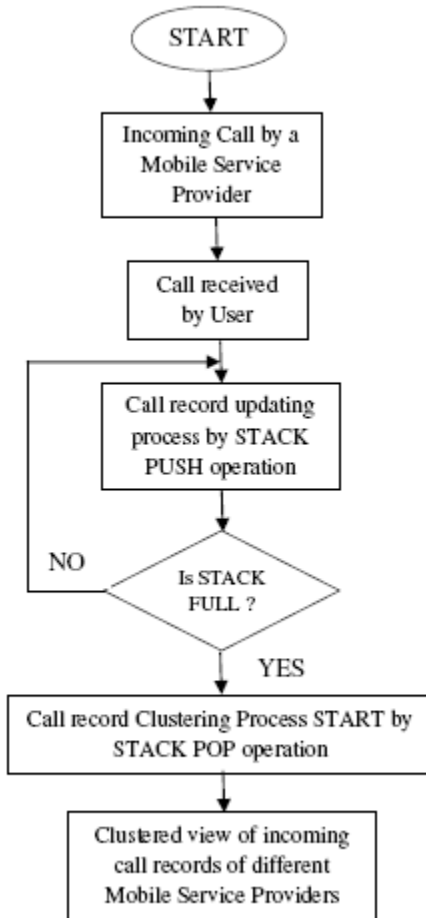 START
Incoming Call by a
Mobile Service
Provider
Call received
by User
Call record updating
process by STACK
PUSH operation
NO
Is STACK
FULL ?
YES
Call record Clustering Process START by
STACK POP operation
Clustered view of incoming
call records of different
Mobile Service Providers